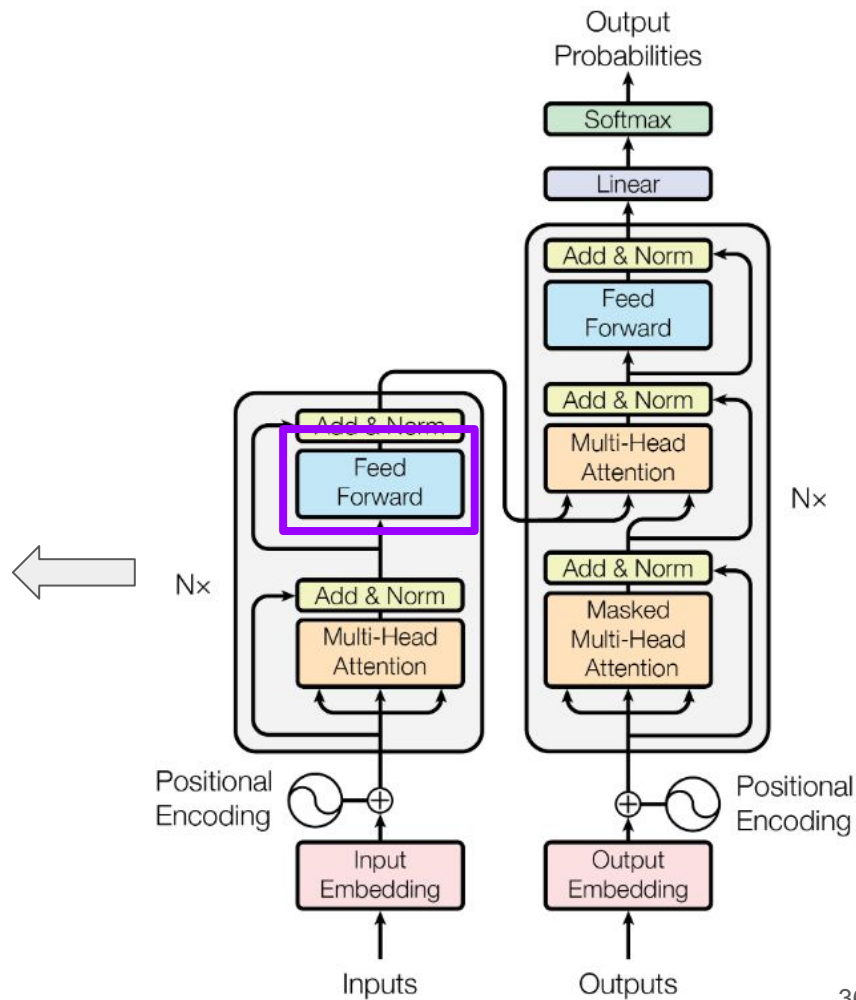 Output
Probabilities
Softmax
Linear
Add & Norm
Feed
Forward
Add & Norm
Multi-Head
Attention
Add & Norm
Masked
Multi-Head
Attention
Nx
Add & Norm
Feed
Forward
Nx
Add & Norm
Multi-Head
Attention
Positional
Encoding
Positional
Encoding
Input
Embedding
Output
Embedding
Inputs
Outputs